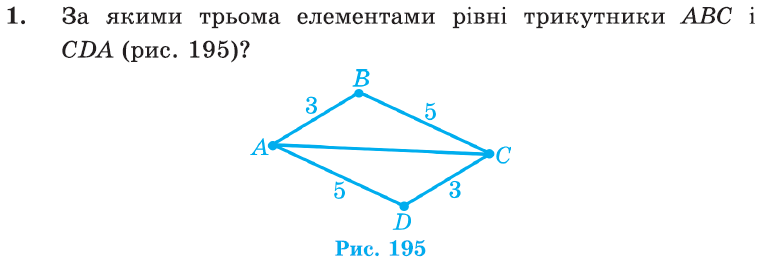 1. За якими трьома елементами рівні трикутники ABC і
CDA (рис. 195)?
B
3
5
A
C
5
3
D
Рис. 195